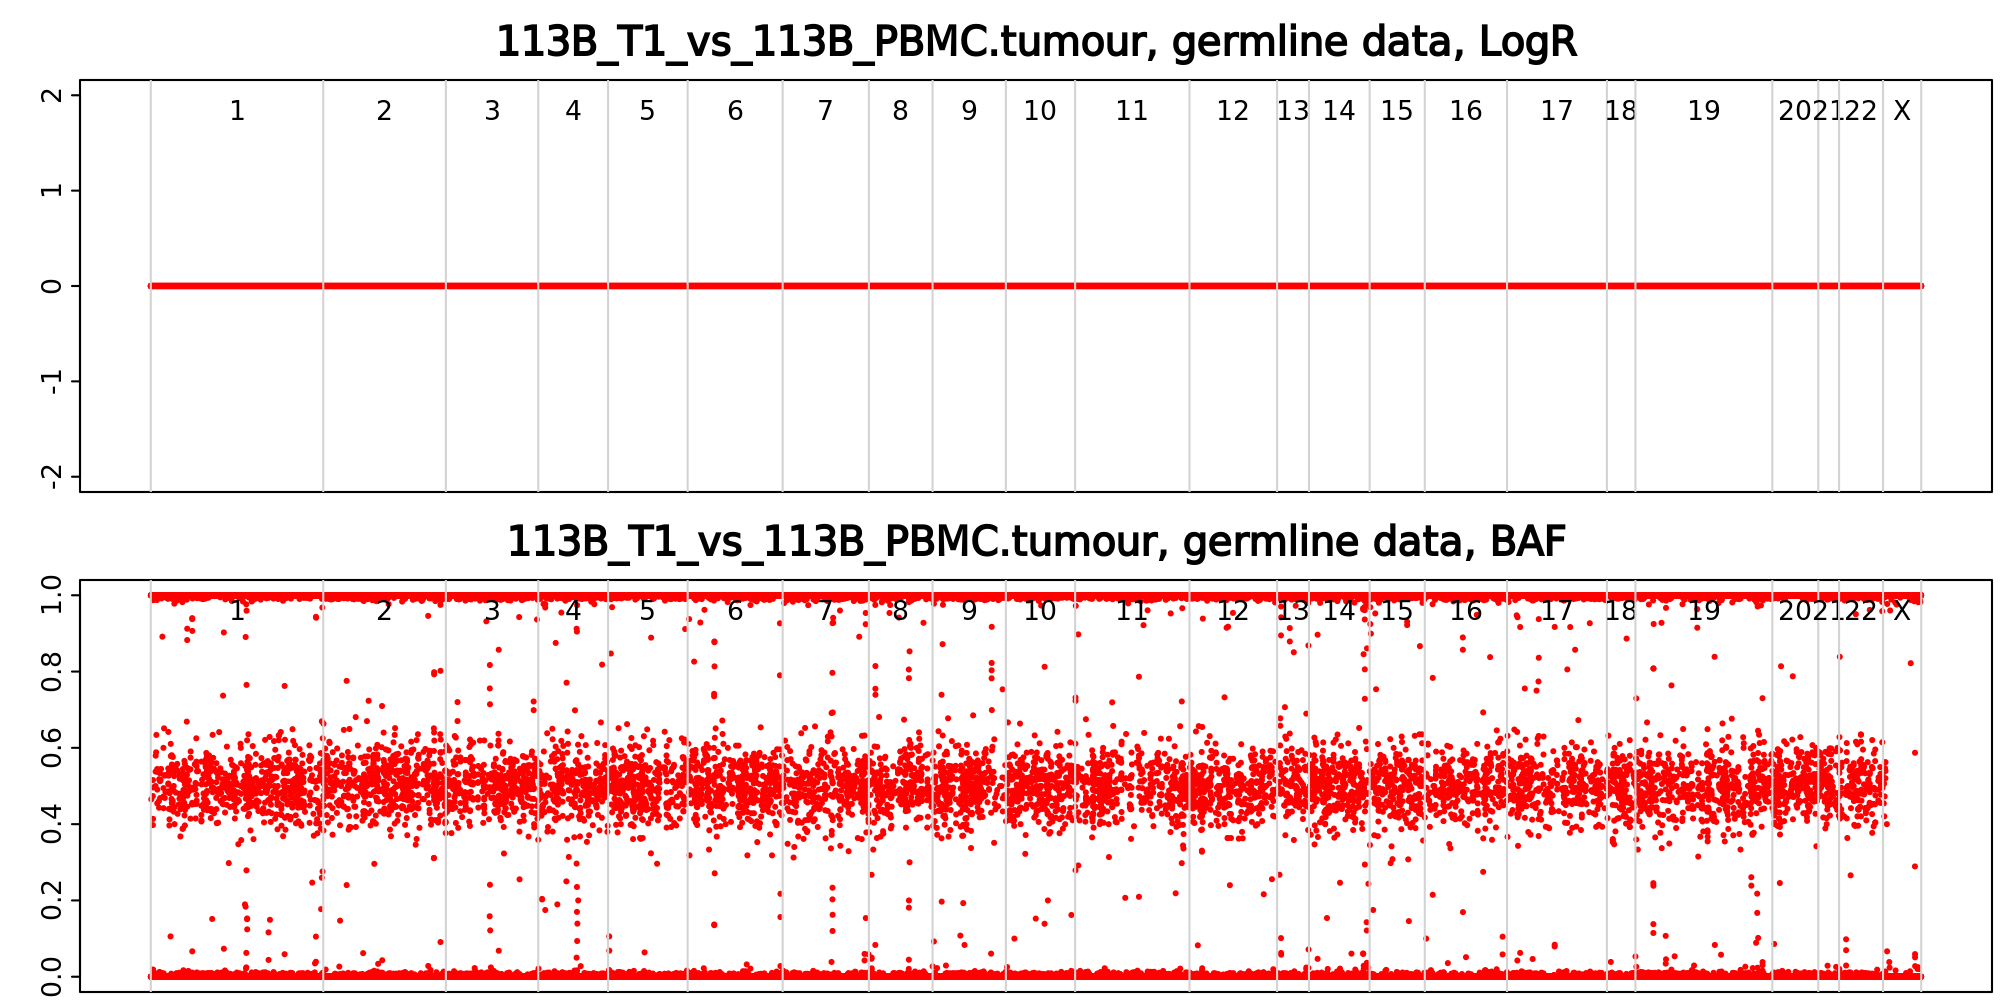 113B_T1_vs_113B_PBMC.tumour, germline data, LogR
2
1
0
-1
-2
1 2 3 4 5 6 7 8 9 10 11 12 13 14 15 16 17 18 19 20 21 22 X
113B_T1_vs_113B_PBMC.tumour, germline data, BAF
1.0
0.8
0.6
0.4
0.2
0.0
1 2 3 4 5 6 7 8 9 10 11 12 13 14 15 16 17 18 19 20 21 22 X